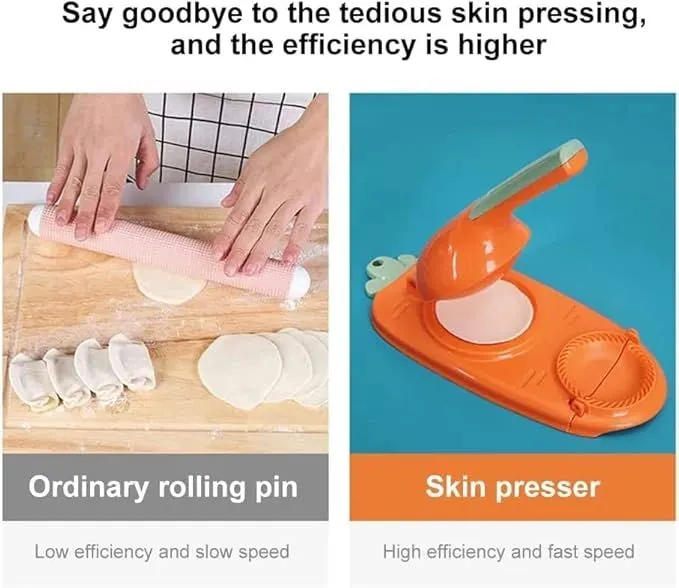 Say goodbye to the tedious skin pressing,
and the efficiency is higher
Ordinary rolling pin
Skin presser
Low efficiency and slow speed
High efficiency and fast speed